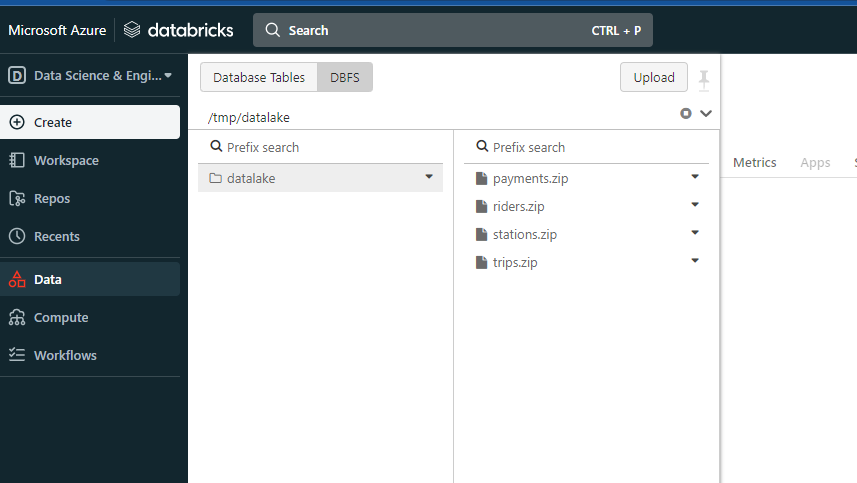 Microsoft Azure databricks Search CTRL + P
Data Science & Engi...
Create
Workspace
Repos
Recents
Data
Compute
Workflows
Database Tables DBFS Upload
/tmp/datalake
Prefix search
datalake
Prefix search
payments.zip
riders.zip
stations.zip
trips.zip
Metrics Apps S